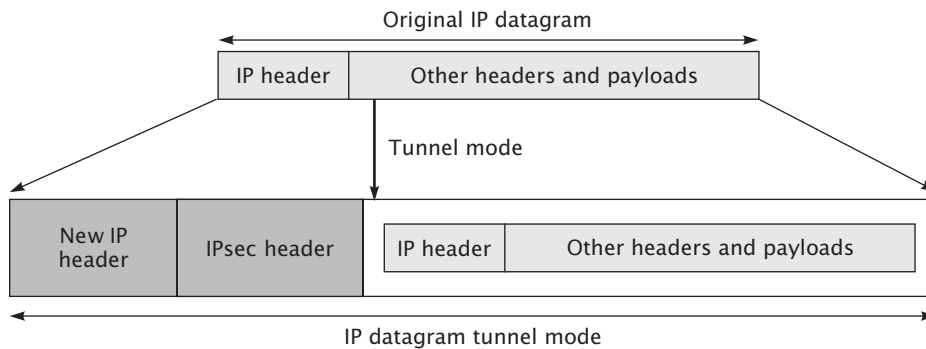 Original IP datagram
IP header
Other headers and payloads
Tunnel mode
New IP
header
IPsec header
IP header
Other headers and payloads
IP datagram tunnel mode